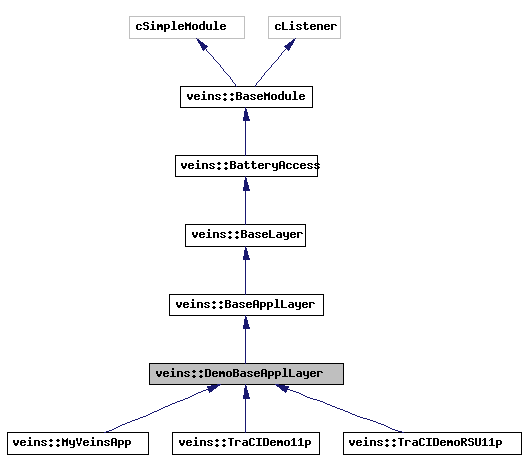 cSimpleModule cListener
veins::BaseModule
veins::BatteryAccess
veins::BaseLayer
veins::BaseApplLayer
veins::DemoBaseApplLayer
veins::MyVeinsApp veins::TraCIDemo11p veins::TraCIDemoRSU11p